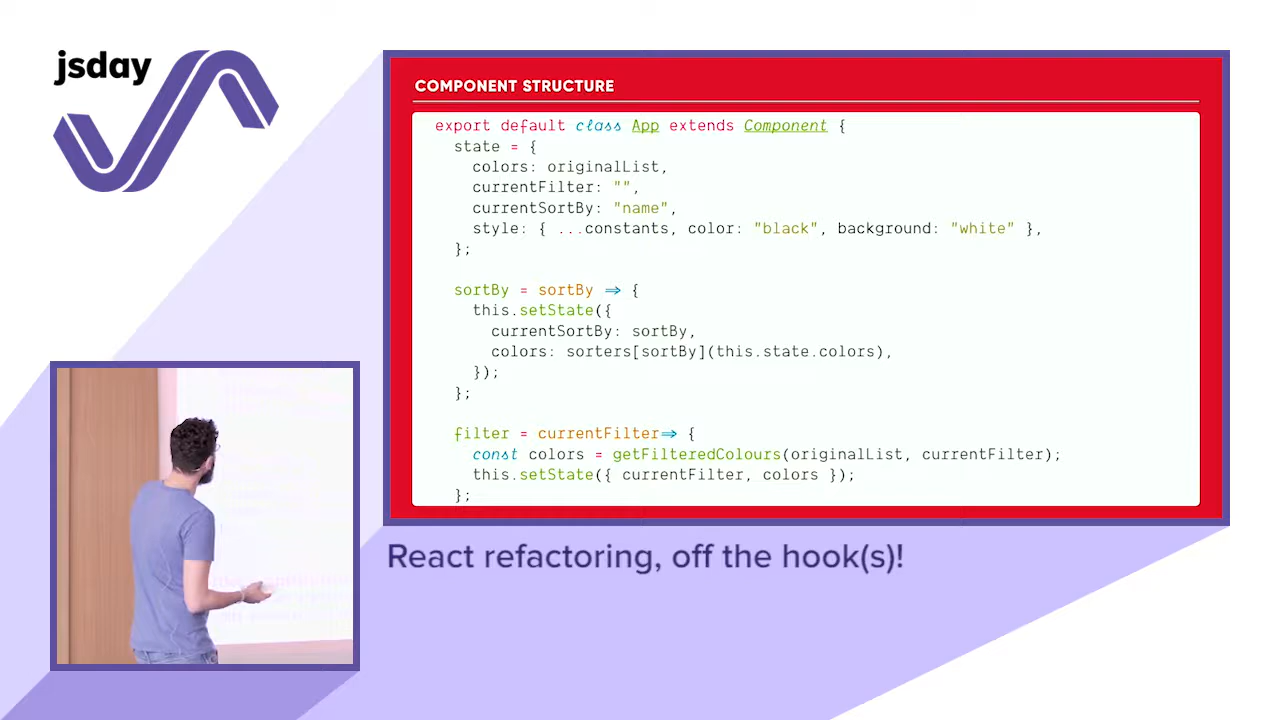 jsday
COMPONENT STRUCTURE
export default class App extends Component {
state = {
colors: originalList,
currentFilter: "",
currentSortBy: "name",
style: { ...constants, color: "black", background: "white" },
};
sortBy = sortBy ⇒ {
this.setState({
currentSortBy: sortBy,
colors: sorters[sortBy](this.state.colors),
});
};
filter = currentFilter⇒ {
const colors = getFilteredColours(originalList, currentFilter);
this.setState({ currentFilter, colors });
};
React refactoring, off the hook(s)!